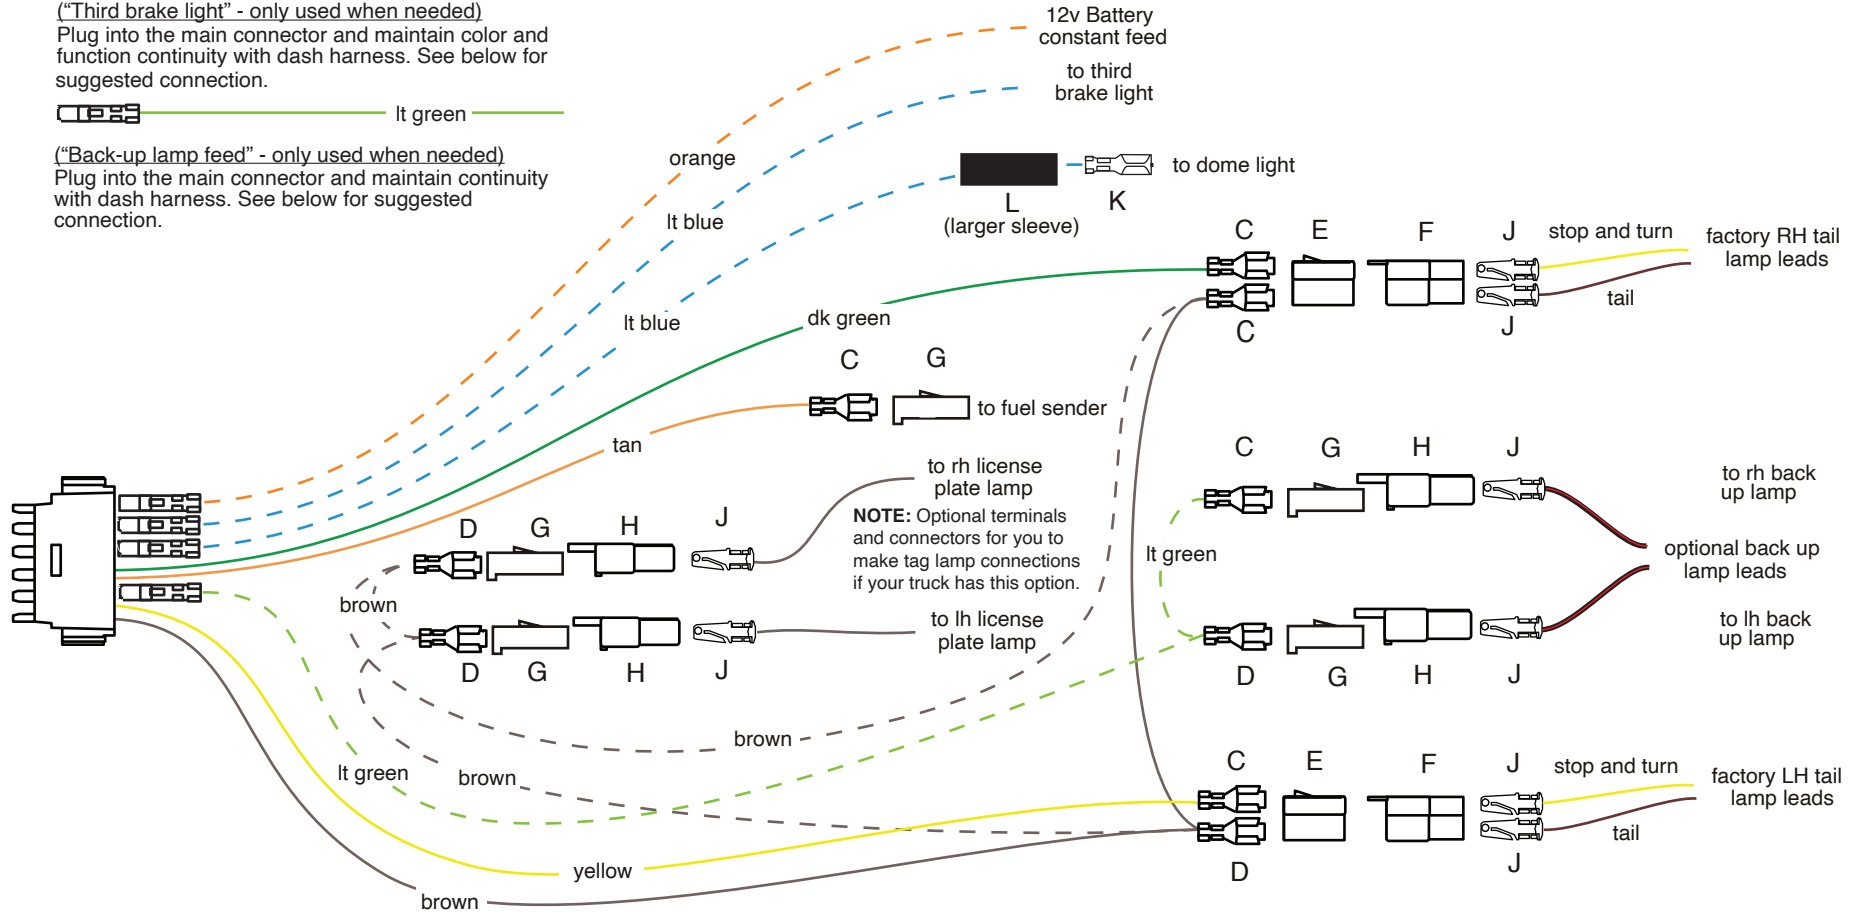 ("Third brake light" - only used when needed)
Plug into the main connector and maintain color and
function continuity with dash harness. See below for
suggested connection.
lt green
("Back-up lamp feed" - only used when needed)
Plug into the main connector and maintain continuity
with dash harness. See below for suggested
connection.
12v Battery
constant feed
to third
brake light
orange
lt blue
L
(larger sleeve)
K
to dome light
lt blue
dk green
C
E
F
J
stop and turn
factory RH tail
lamp leads
tail
C
J
C
G
to fuel sender
tan
to rh license
plate lamp
D
G
H
J
NOTE: Optional terminals
and connectors for you to
make tag lamp connections
if your truck has this option.
brown
to lh license
plate lamp
D
G
H
J
C
G
H
J
to rh back
up lamp
lt green
optional back up
lamp leads
to lh back
up lamp
D
G
H
J
brown
brown
lt green
C
E
F
J
stop and turn
factory LH tail
lamp leads
tail
D
J
yellow
brown